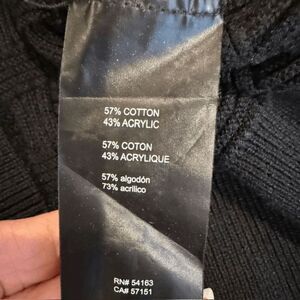 57% COTTON
43% ACRYLIC
57% COTON
43% ACRYLIQUE
57% algodón
73% acrílico
RN# 54163
CA# 57151